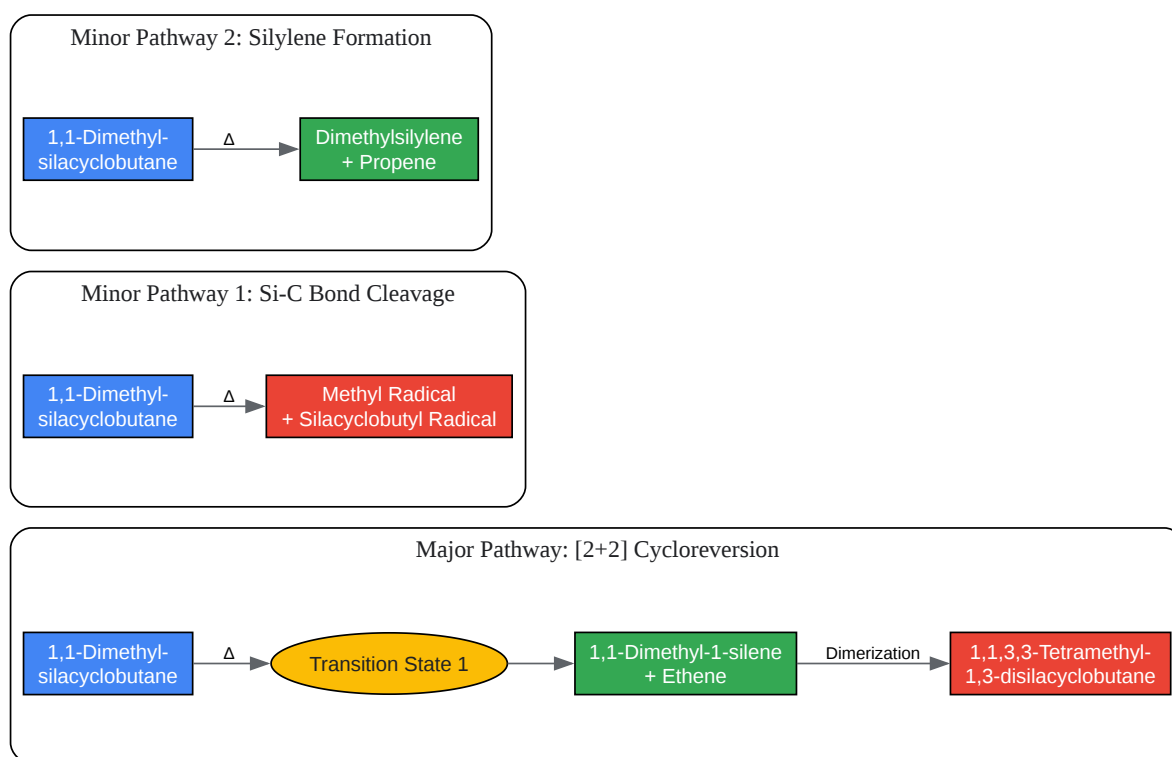 Minor Pathway 2: Silylene Formation
1,1-Dimethyl-
silacyclobutane
Δ
Dimethylsilylene
+ Propene
Minor Pathway 1: Si-C Bond Cleavage
1,1-Dimethyl-
silacyclobutane
Δ
Methyl Radical
+ Silacyclobutyl Radical
Major Pathway: [2+2] Cycloreversion
1,1-Dimethyl-
silacyclobutane
Δ
Transition State 1
1,1-Dimethyl-1-silene
+ Ethene
Dimerization
1,1,3,3-Tetramethyl-
1,3-disilacyclobutane